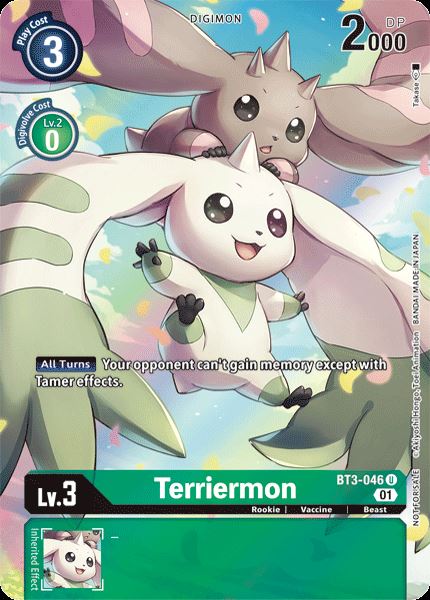 Play Cost
3
DIGIMON
DP
2000
Digivolve Cost
Lv.2
0
Takase
All Turns Your opponent can't gain memory except with
Tamer effects.
NOT FOR SALE ©Akiyoshi Hongo, Toei Animation BANDAI MADE IN JAPAN
Lv.3
Terriermon
BT3-046 U
01
Rookie | Vaccine | Beast
Inherited Effect
-